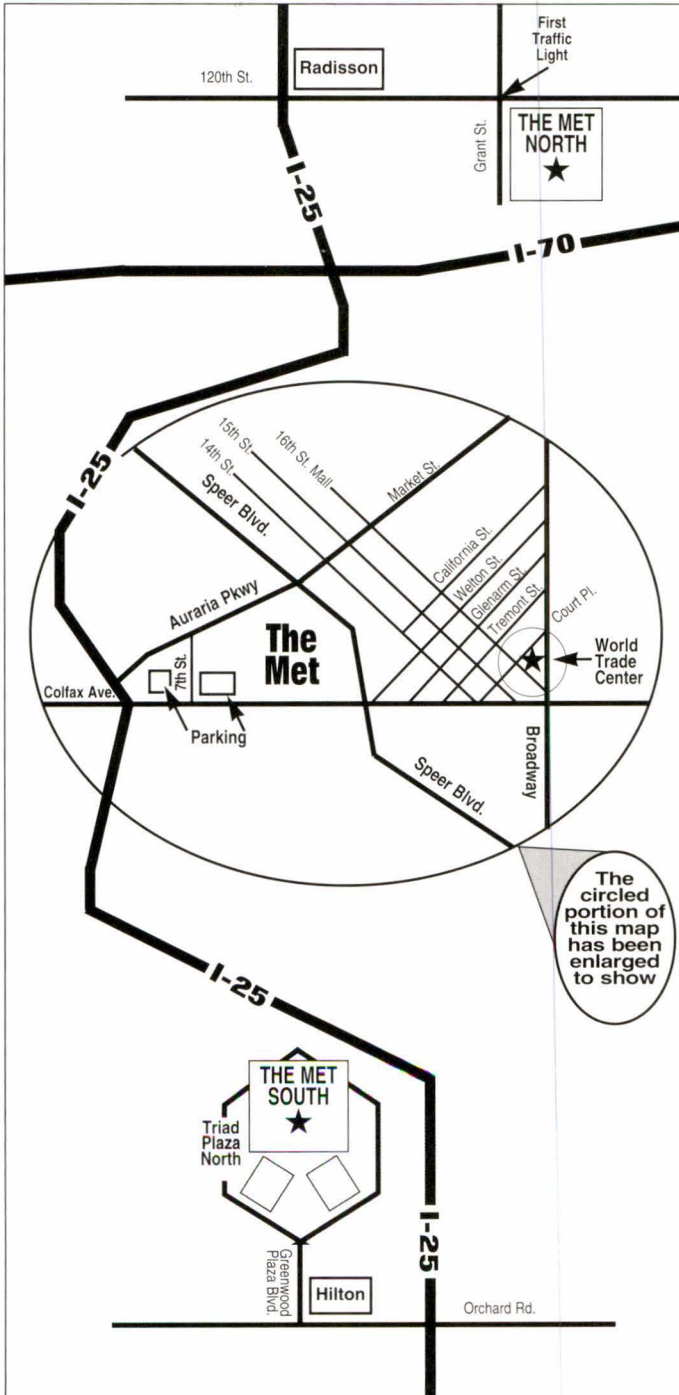 First
Traffic
Light
Radisson
120th St.
THE MET
NORTH
Grant St.
I-25
I-70
16th St. Mall
15th St.
14th St.
Market St.
Speer Blvd.
I-25
California St.
Welton St.
Glenarm St.
Tremont St.
Court Pl.
Auraria Pkwy
The
Met
World
Trade
Center
7th St.
Colfax Ave.
Parking
Broadway
Speer Blvd.
The
circled
portion of
this map
has been
enlarged
to show
I-25
THE MET
SOUTH
Triad
Plaza
North
I-25
Greenwood
Plaza Blvd.
Hilton
Orchard Rd.